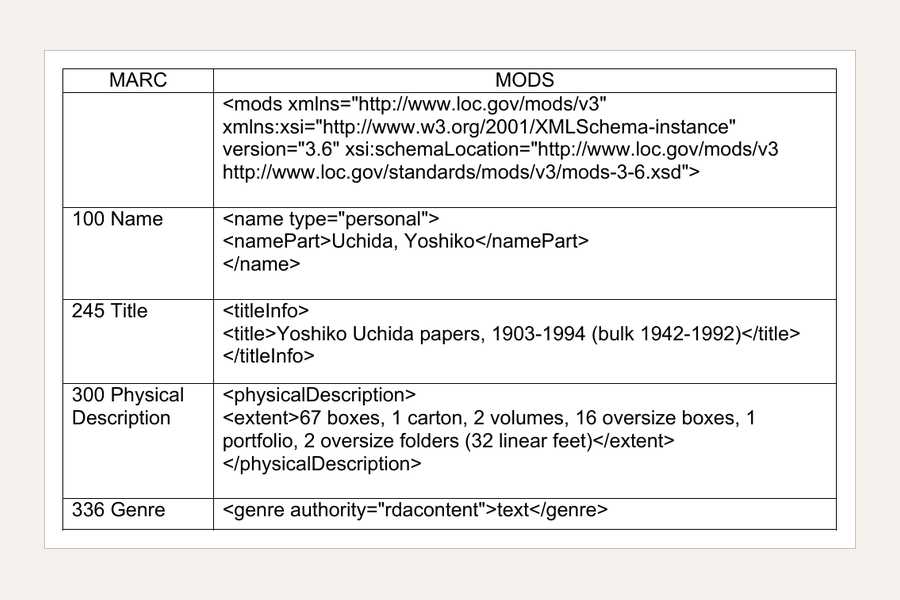 MARC MODS
<mods xmlns="http://www.loc.gov/mods/v3"
xmlns:xsi="http://www.w3.org/2001/XMLSchema-instance"
version="3.6" xsi:schemaLocation="http://www.loc.gov/mods/v3
http://www.loc.gov/standards/mods/v3/mods-3-6.xsd">
100 Name <name type="personal">
<namePart>Uchida, Yoshiko</namePart>
</name>
245 Title <titleInfo>
<title>Yoshiko Uchida papers, 1903-1994 (bulk 1942-1992)</title>
</titleInfo>
300 Physical <physicalDescription>
Description <extent>67 boxes, 1 carton, 2 volumes, 16 oversize boxes, 1
portfolio, 2 oversize folders (32 linear feet)</extent>
</physicalDescription>
336 Genre <genre authority="rdacontent">text</genre>